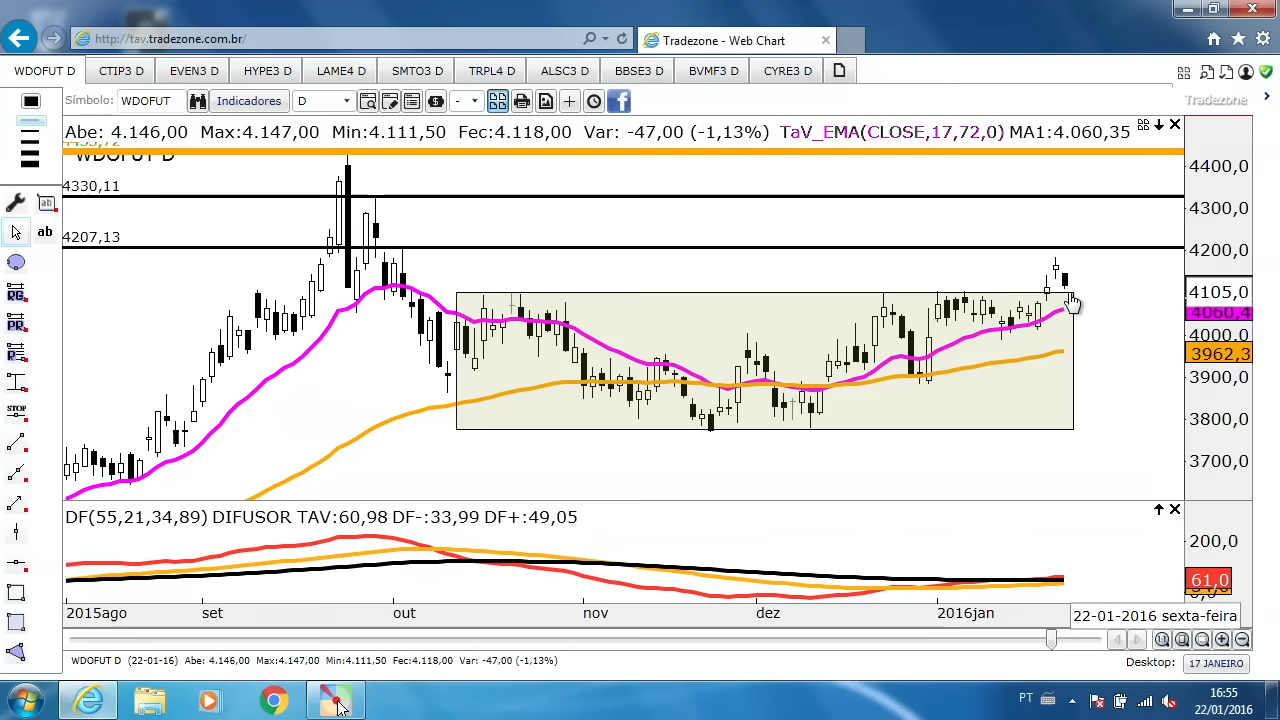 http://tav.tradezone.com.br/
Tradezone - Web Chart
WDOFUT D CTIP3 D EVEN3 D HYPE3 D LAME4 D SMTO3 D TRPL4 D ALSC3 D BBSE3 D BVMF3 D CYRE3 D
Símbolo: WDOFUT Indicadores D - Tradezone
Abe: 4.146,00 Max:4.147,00 Min:4.111,50 Fec:4.118,00 Var: -47,00 (-1,13%) TaV_EMA(CLOSE,17,72,0) MA1:4.060,35
WDOFUT D
4400,0
4330,11
4300,0
4207,13
4200,0
4105,0
4060,4
4000,0
3962,3
3900,0
3800,0
3700,0
ab
ab
RG
PR
STOP
DF(55,21,34,89) DIFUSOR TAV:60,98 DF-:33,99 DF+:49,05
200,0
61,0
2015ago set out nov dez 2016jan
22-01-2016 sexta-feira
Desktop: 17 JANEIRO
WDOFUT D (22-01-16) Abe: 4.146,00 Max:4.147,00 Min:4.111,50 Fec:4.118,00 Var: -47,00 (-1,13%)
PT
16:55
22/01/2016